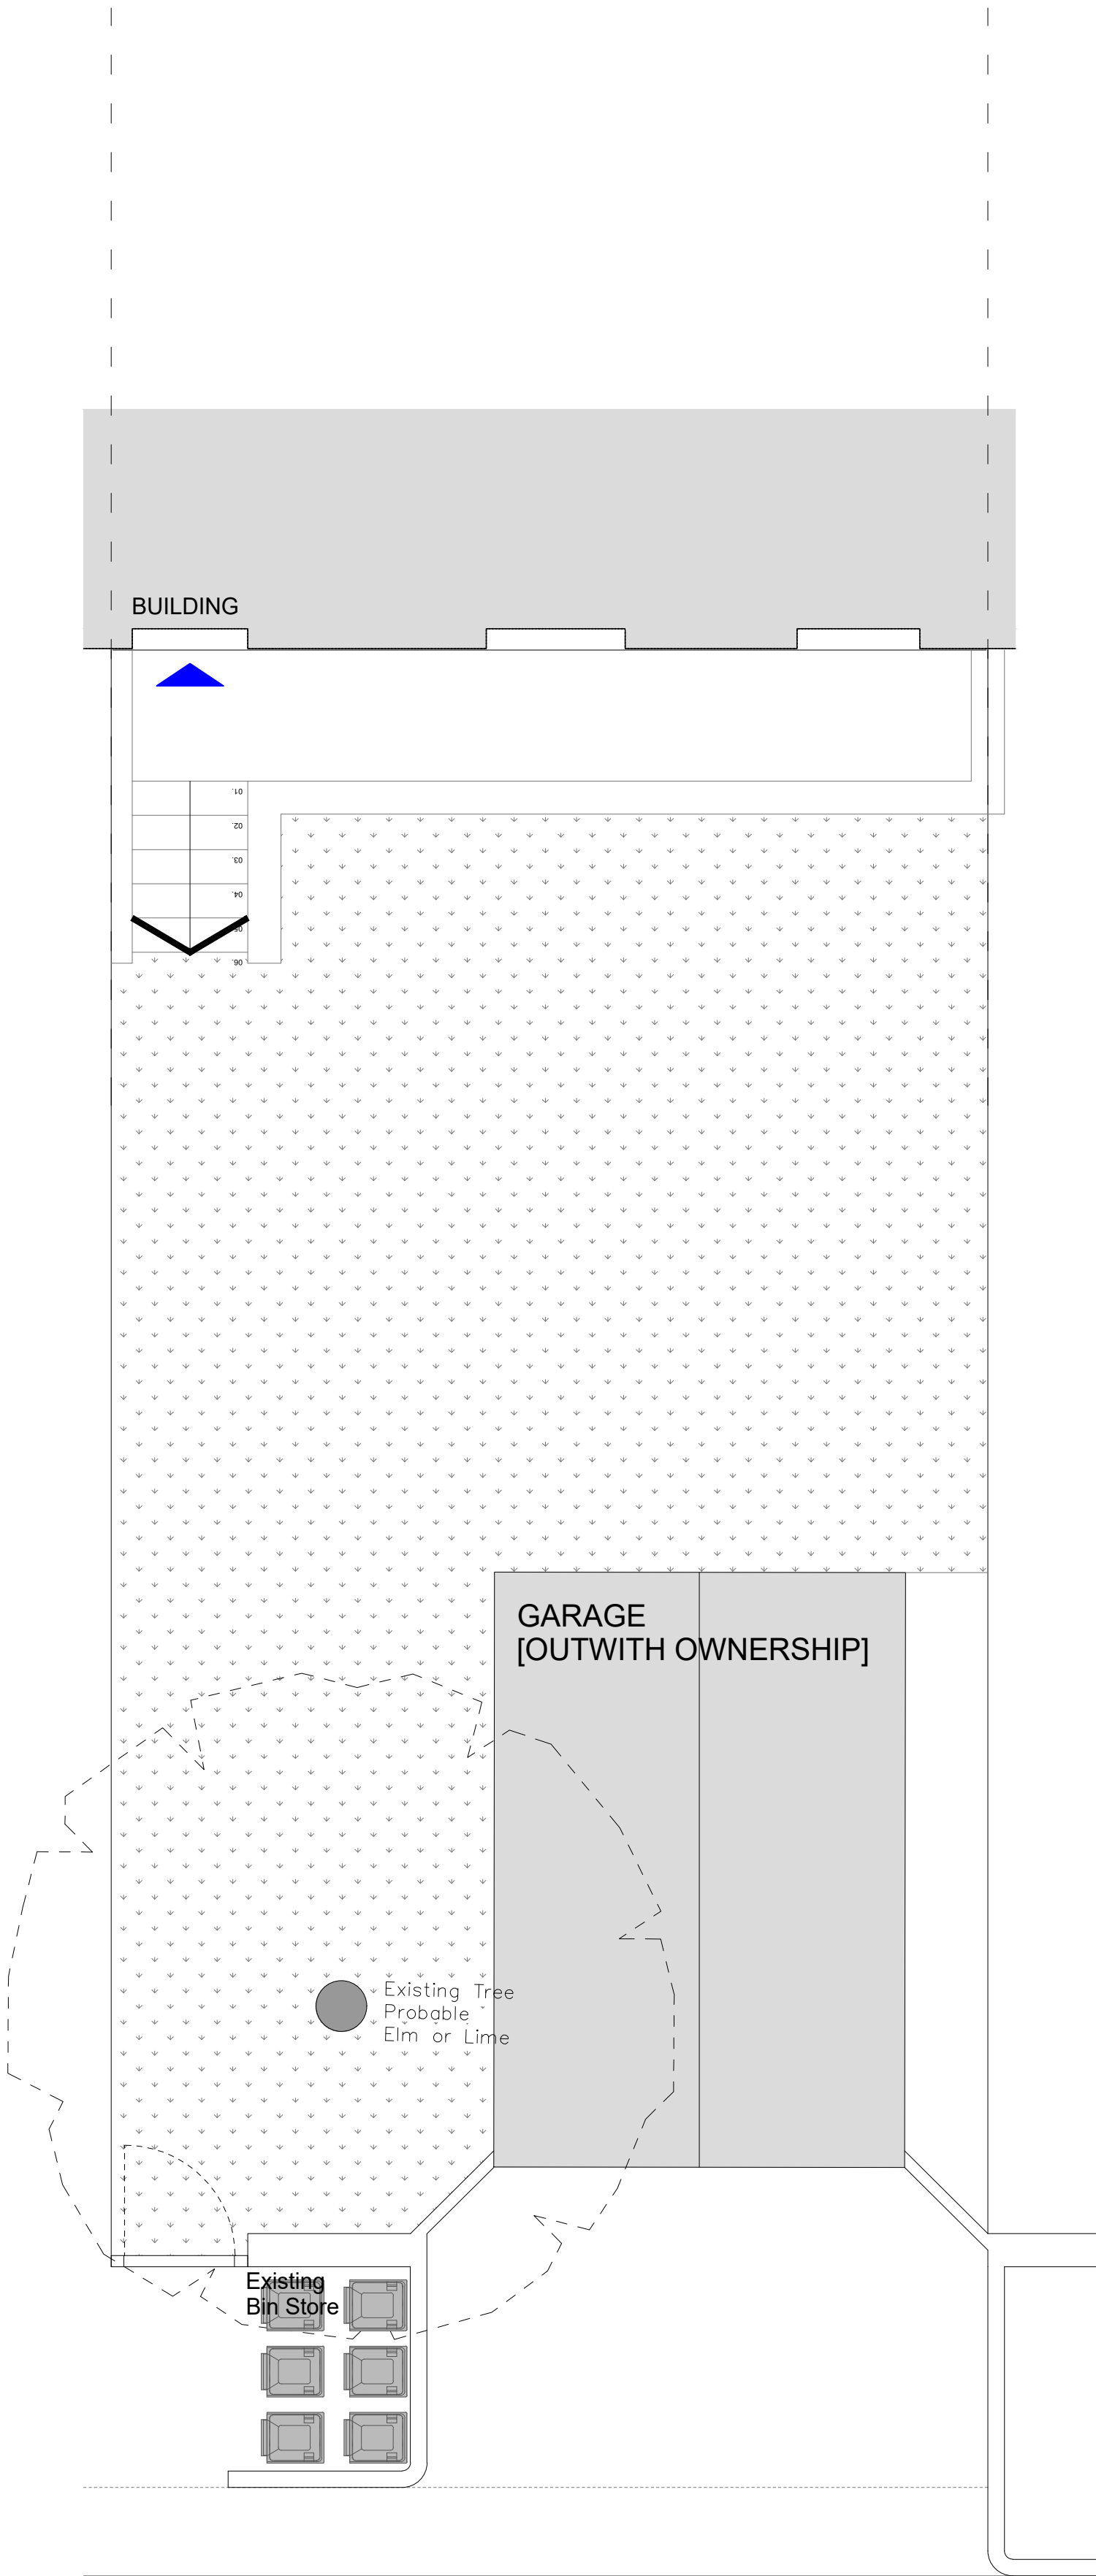 BUILDING
01.
02.
03.
04.
05.
06.
GARAGE
[OUTWITH OWNERSHIP]
Existing Tree
Probable
Elm or Lime
Existing
Bin Store